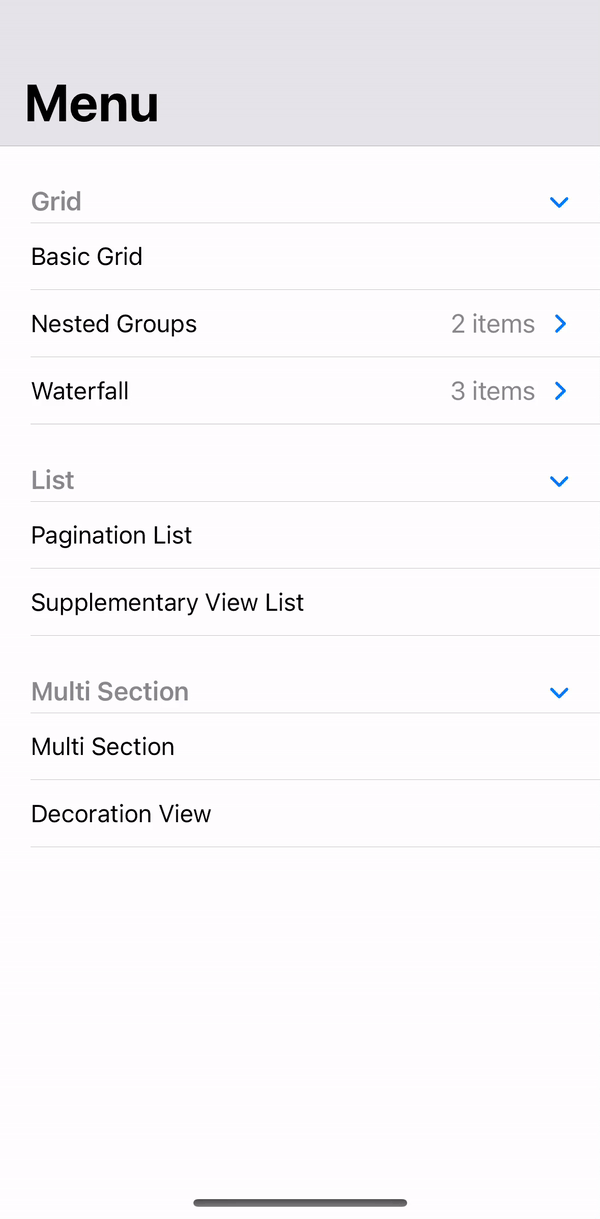 Menu
Grid
Basic Grid
Nested Groups 2 items
Waterfall 3 items
List
Pagination List
Supplementary View List
Multi Section
Multi Section
Decoration View